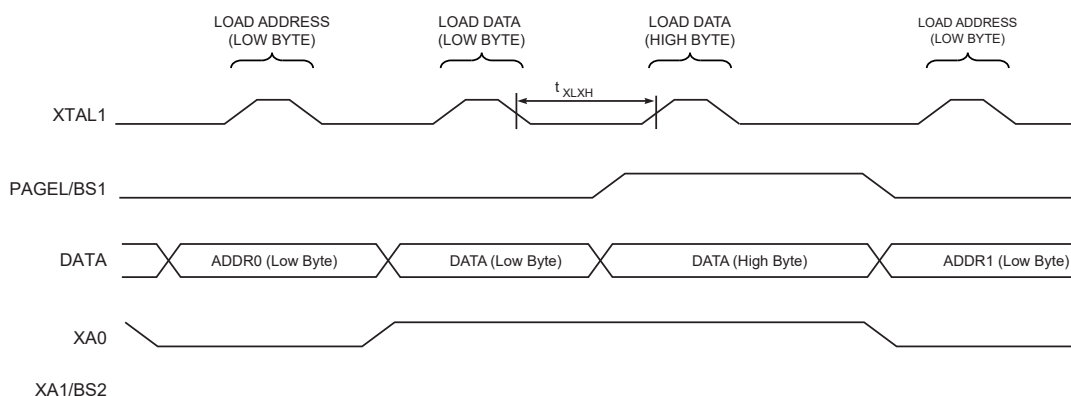 LOAD ADDRESS
(LOW BYTE)
LOAD DATA
(LOW BYTE)
LOAD DATA
(HIGH BYTE)
LOAD ADDRESS
(LOW BYTE)
t XLXH
XTAL1
PAGEL/BS1
DATA
ADDR0 (Low Byte)
DATA (Low Byte)
DATA (High Byte)
ADDR1 (Low Byte)
XA0
XA1/BS2